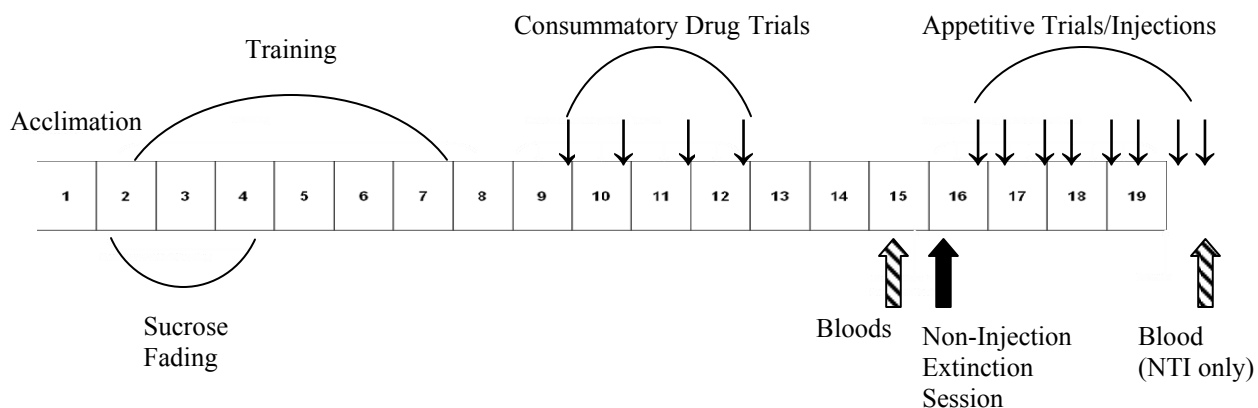 Consummatory Drug Trials
Appetitive Trials/Injections
Training
Acclimation
1 2 3 4 5 6 7 8 9 10 11 12 13 14 15 16 17 18 19
Sucrose
Fading
Bloods
Non-Injection
Extinction
Session
Blood
(NTI only)